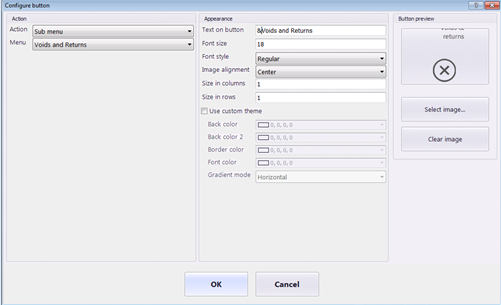 Configure button
Action
Action
Sub menu
Menu
Voids and Returns
Appearance
Text on button
&Voids and Returns
Font size
18
Font style
Regular
Image alignment
Center
Size in columns
1
Size in rows
1
Use custom theme
Back color
0, 0, 0, 0
Back color 2
0, 0, 0, 0
Border color
0, 0, 0, 0
Font color
0, 0, 0, 0
Gradient mode
Horizontal
Button preview
returns
Select image...
Clear image
OK
Cancel